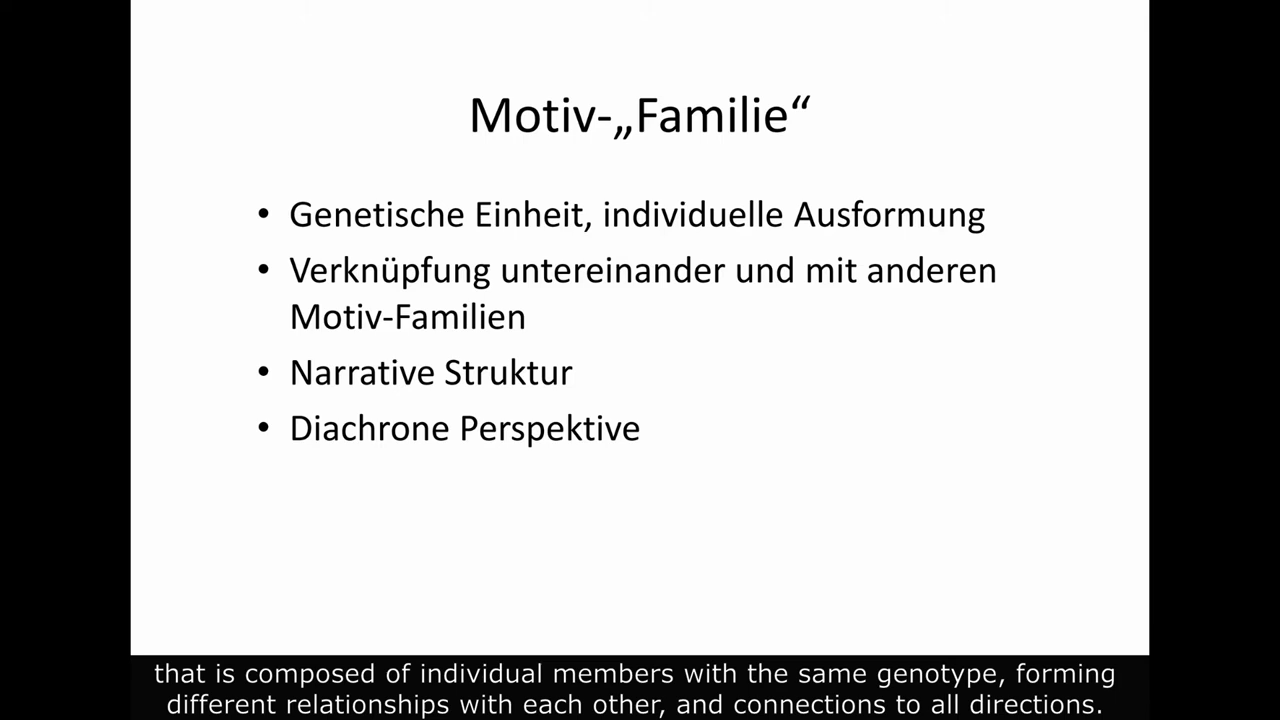 Motiv-„Familie“
• Genetische Einheit, individuelle Ausformung
• Verknüpfung untereinander und mit anderen
Motiv-Familien
• Narrative Struktur
• Diachrone Perspektive
that is composed of individual members with the same genotype, forming
different relationships with each other, and connections to all directions.